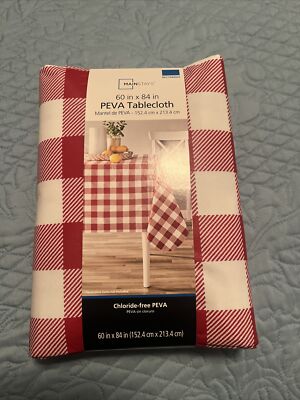 MAINSTAYS
60 in x 84 in
PEVA Tablecloth
Mantel de PEVA - 152.4 cm x 213.4 cm
Chloride-free PEVA
PEVA sin cloruro
60 in x 84 in (152.4 cm x 213.4 cm)